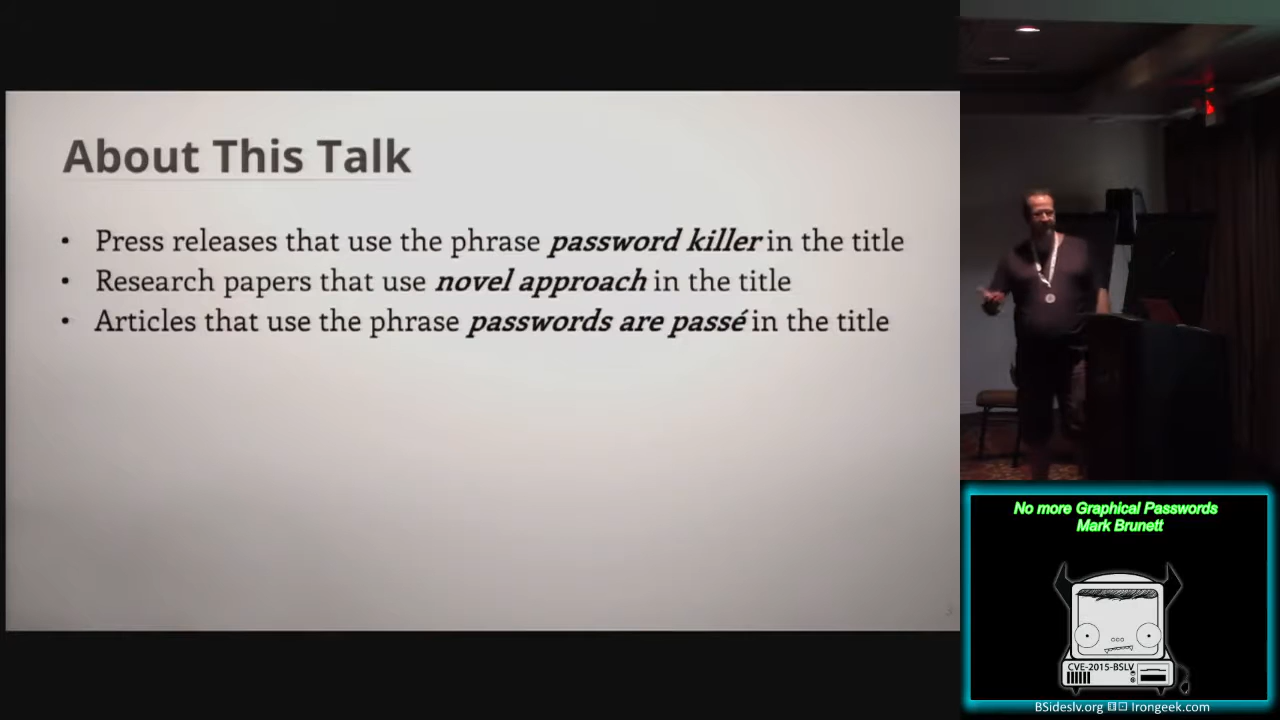 About This Talk
• Press releases that use the phrase password killer in the title
• Research papers that use novel approach in the title
• Articles that use the phrase passwords are passé in the title
No more Graphical Passwords
Mark Brunett
CVE-2015-BSLV
BSideslv.org Irongeek.com